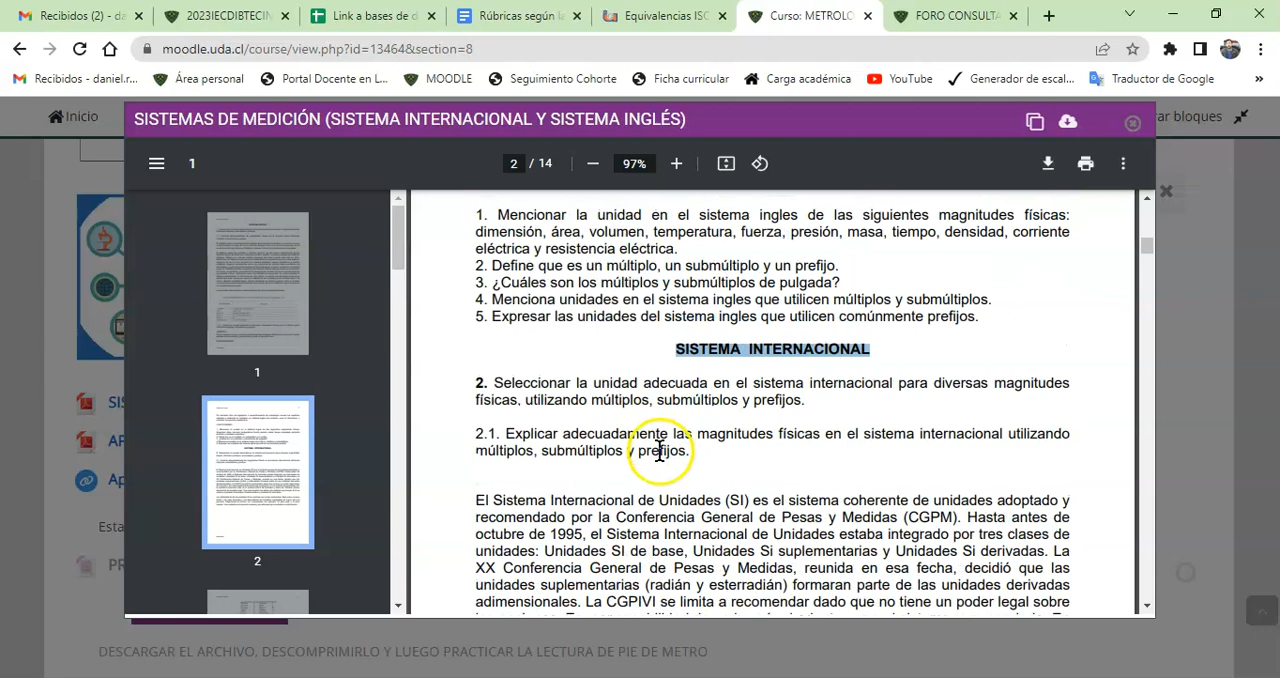 Recibidos (2) - da
2023IECDIBTECIN
Link a bases de d
Rúbricas según la
Equivalencias ISC
Curso: METROLO
FORO CONSULTA
moodle.uda.cl/course/view.php?id=13464&section=8
Recibidos - daniel.r...
Área personal
Portal Docente en L...
MOODLE
Seguimiento Cohorte
Ficha curricular
Carga académica
YouTube
Generador de escal...
Traductor de Google
»
Inicio
ar bloques
SISTEMAS DE MEDICIÓN (SISTEMA INTERNACIONAL Y SISTEMA INGLÉS)
1
2 / 14
97%
1. Mencionar la unidad en el sistema ingles de las siguientes magnitudes físicas:
dimensión, área, volumen, temperatura, fuerza, presión, masa, tiempo, densidad, corriente
eléctrica y resistencia eléctrica.
2. Define que es un múltiplo, un submúltiplo y un prefijo.
3. ¿Cuáles son los múltiplos y submúltiplos de pulgada?
4. Menciona unidades en el sistema ingles que utilicen múltiplos y submúltiplos.
5. Expresar las unidades del sistema ingles que utilicen comúnmente prefijos.
SISTEMA INTERNACIONAL
2. Seleccionar la unidad adecuada en el sistema internacional para diversas magnitudes
físicas, utilizando múltiplos, submúltiplos y prefijos.
2.1. Explicar adecuadamente las magnitudes físicas en el sistema internacional utilizando
múltiplos, submúltiplos y prefijos.
El Sistema Internacional de Unidades (SI) es el sistema coherente de unidades adoptado y
recomendado por la Conferencia General de Pesas y Medidas (CGPM). Hasta antes de
octubre de 1995, el Sistema Internacional de Unidades estaba integrado por tres clases de
unidades: Unidades SI de base, Unidades Si suplementarias y Unidades Si derivadas. La
XX Conferencia General de Pesas y Medidas, reunida en esa fecha, decidió que las
unidades suplementarias (radián y esterradián) formaran parte de las unidades derivadas
adimensionales. La CGPIVI se limita a recomendar dado que no tiene un poder legal sobre
1
2
SIS
AP
Ap
Esta
PR
DESCARGAR EL ARCHIVO, DESCOMPRIMIRLO Y LUEGO PRACTICAR LA LECTURA DE PIE DE METRO